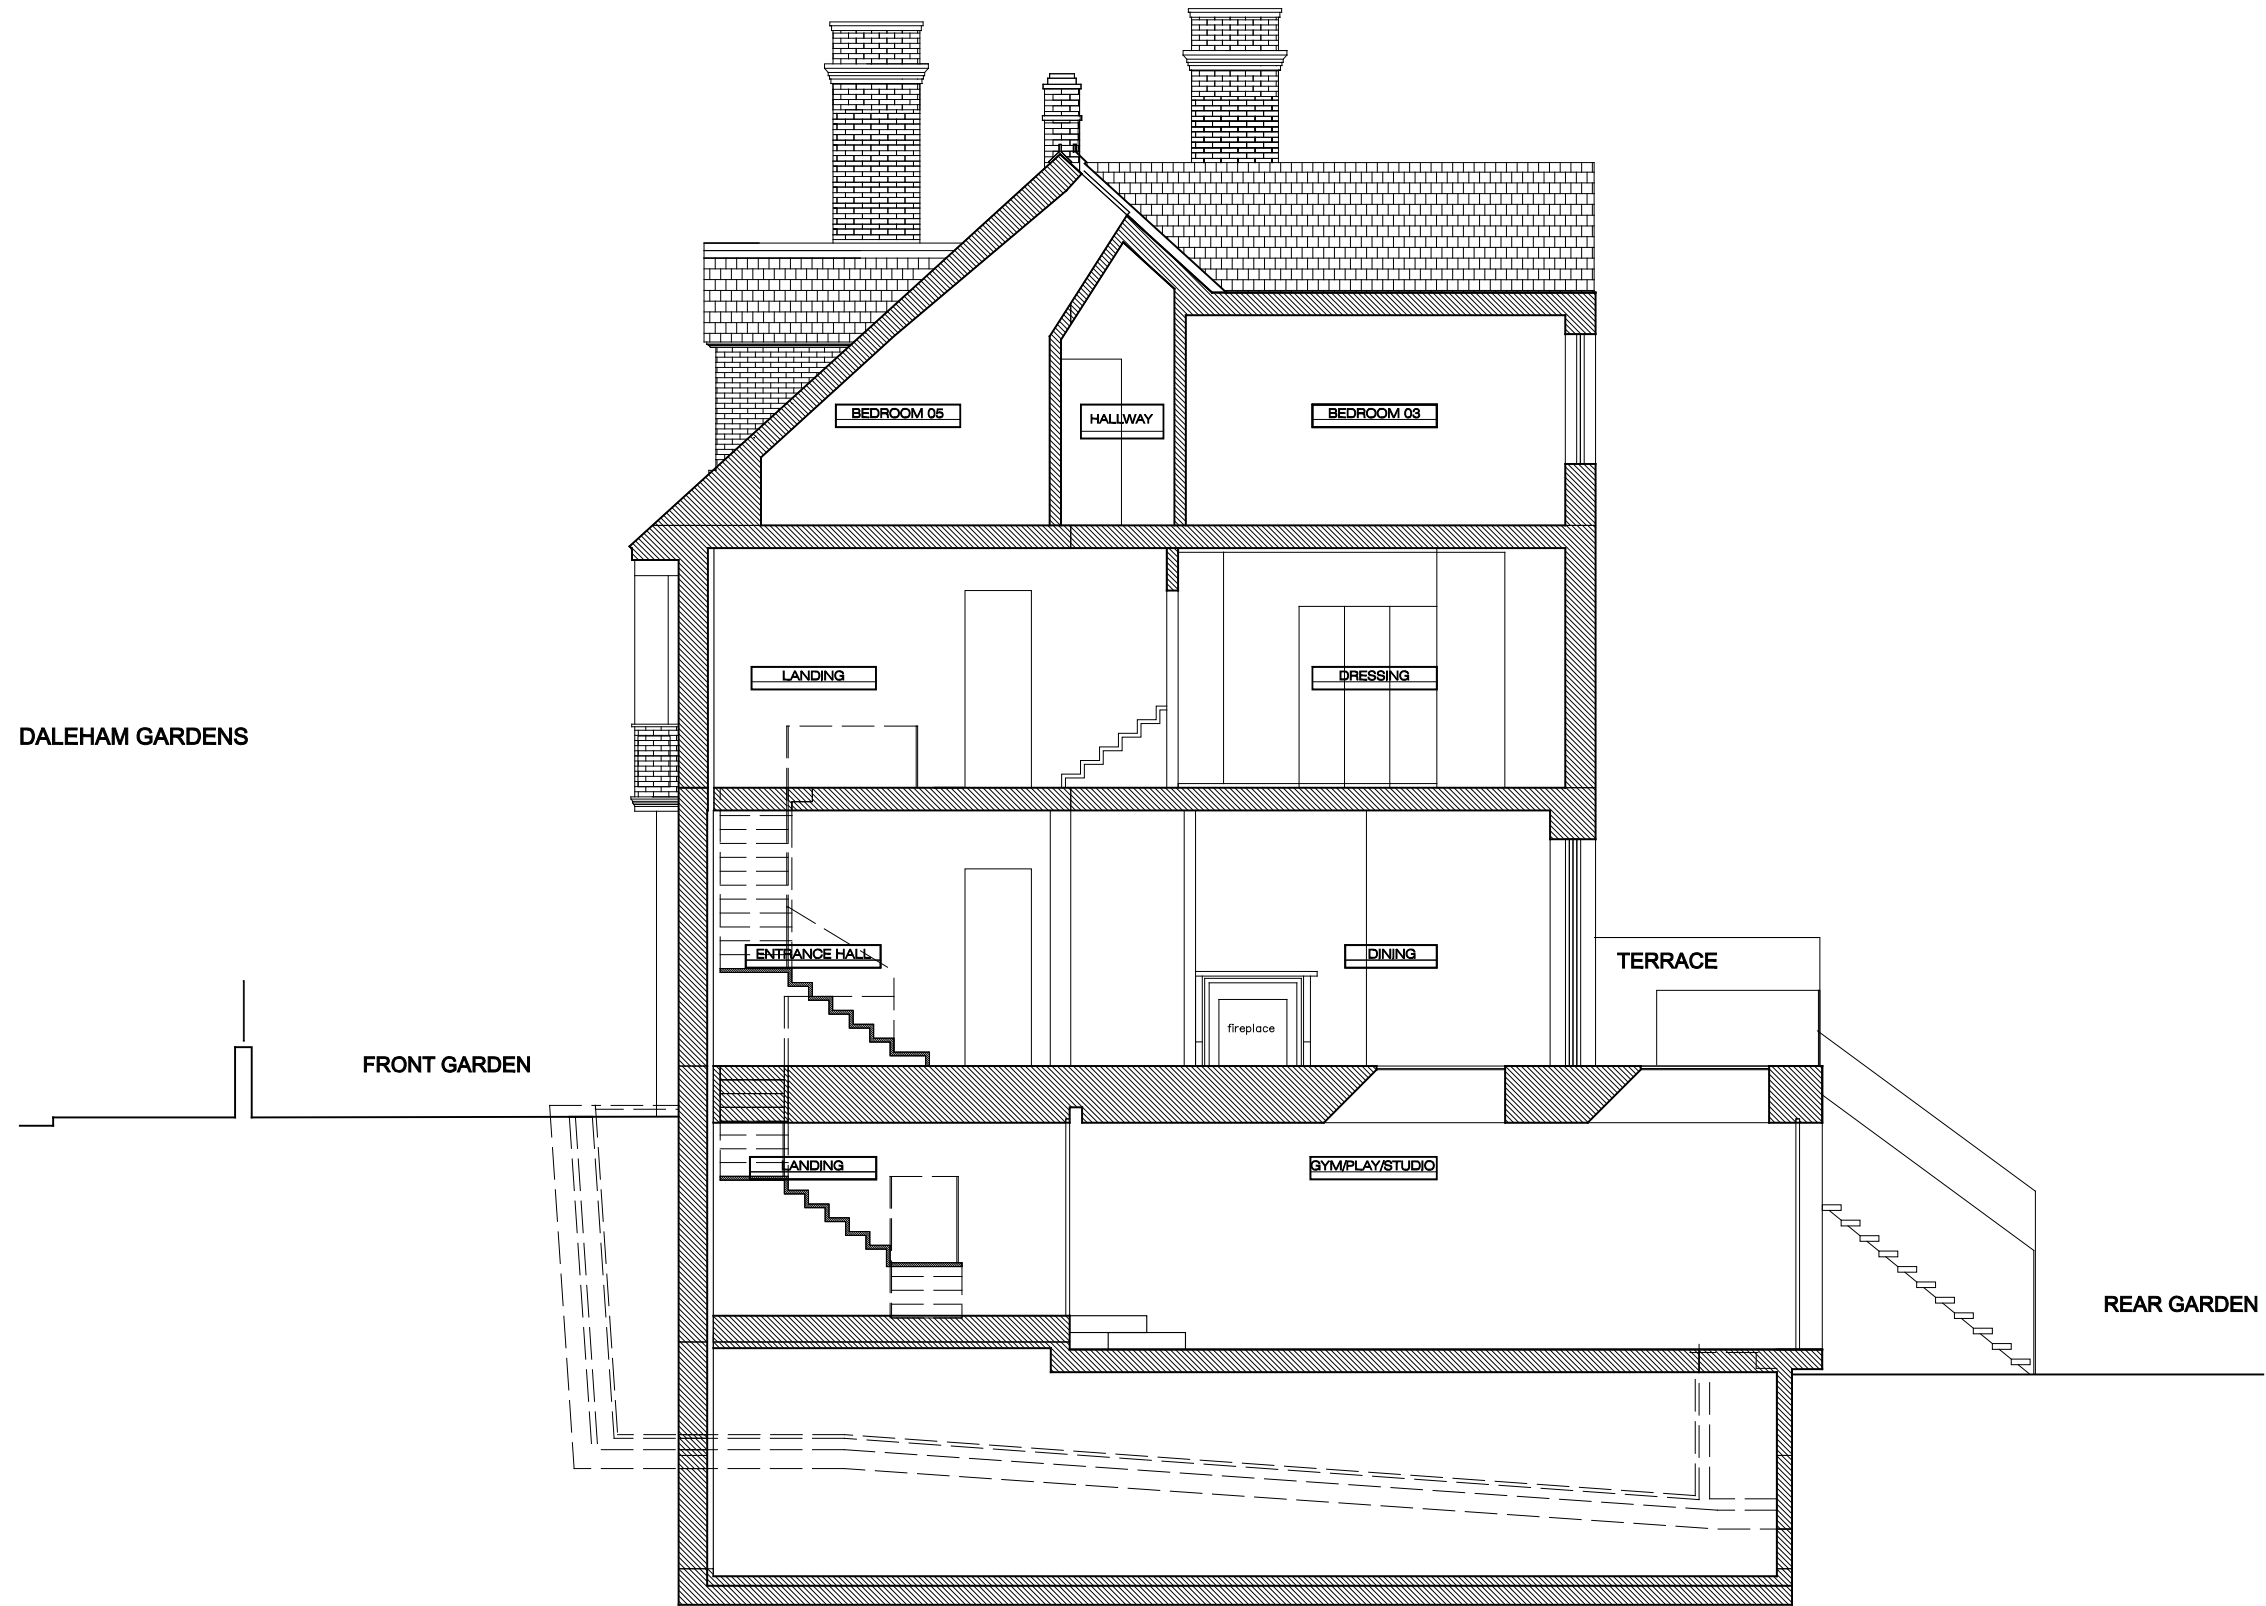 BEDROOM 05
HALLWAY
BEDROOM 03
LANDING
DRESSING
DALEHAM GARDENS
ENTRANCE HALL
DINING
TERRACE
fireplace
FRONT GARDEN
LANDING
GYM/PLAY/STUDIO
REAR GARDEN